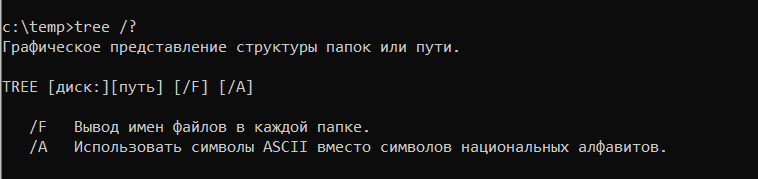 c:\temp>tree /?
Графическое представление структуры папок или пути.
TREE [диск:][путь] [/F] [/A]
/F   Вывод имен файлов в каждой папке.
/A   Использовать символы ASCII вместо символов национальных алфавитов.